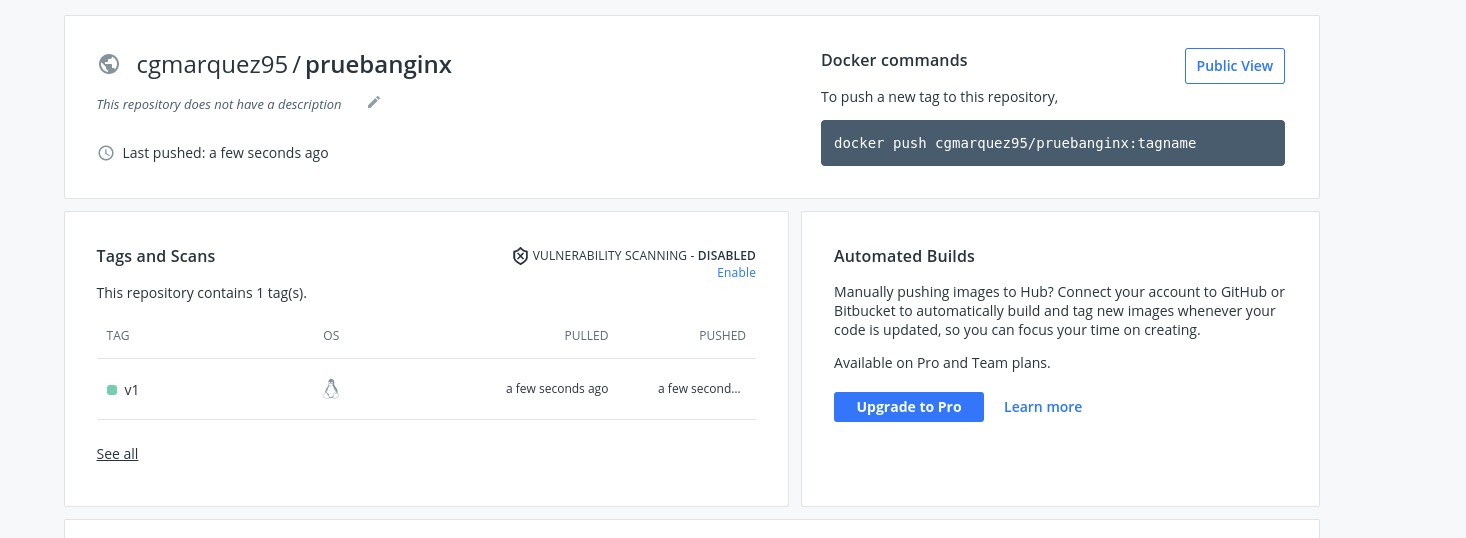 cgmarquez95 / pruebanginx
This repository does not have a description
Last pushed: a few seconds ago
Docker commands
Public View
To push a new tag to this repository,
docker push cgmarquez95/pruebanginx:tagname
Tags and Scans
VULNERABILITY SCANNING - DISABLED
Enable
This repository contains 1 tag(s).
TAG OS PULLED PUSHED
v1 a few seconds ago a few second...
See all
Automated Builds
Manually pushing images to Hub? Connect your account to GitHub or
Bitbucket to automatically build and tag new images whenever your
code is updated, so you can focus your time on creating.
Available on Pro and Team plans.
Upgrade to Pro Learn more